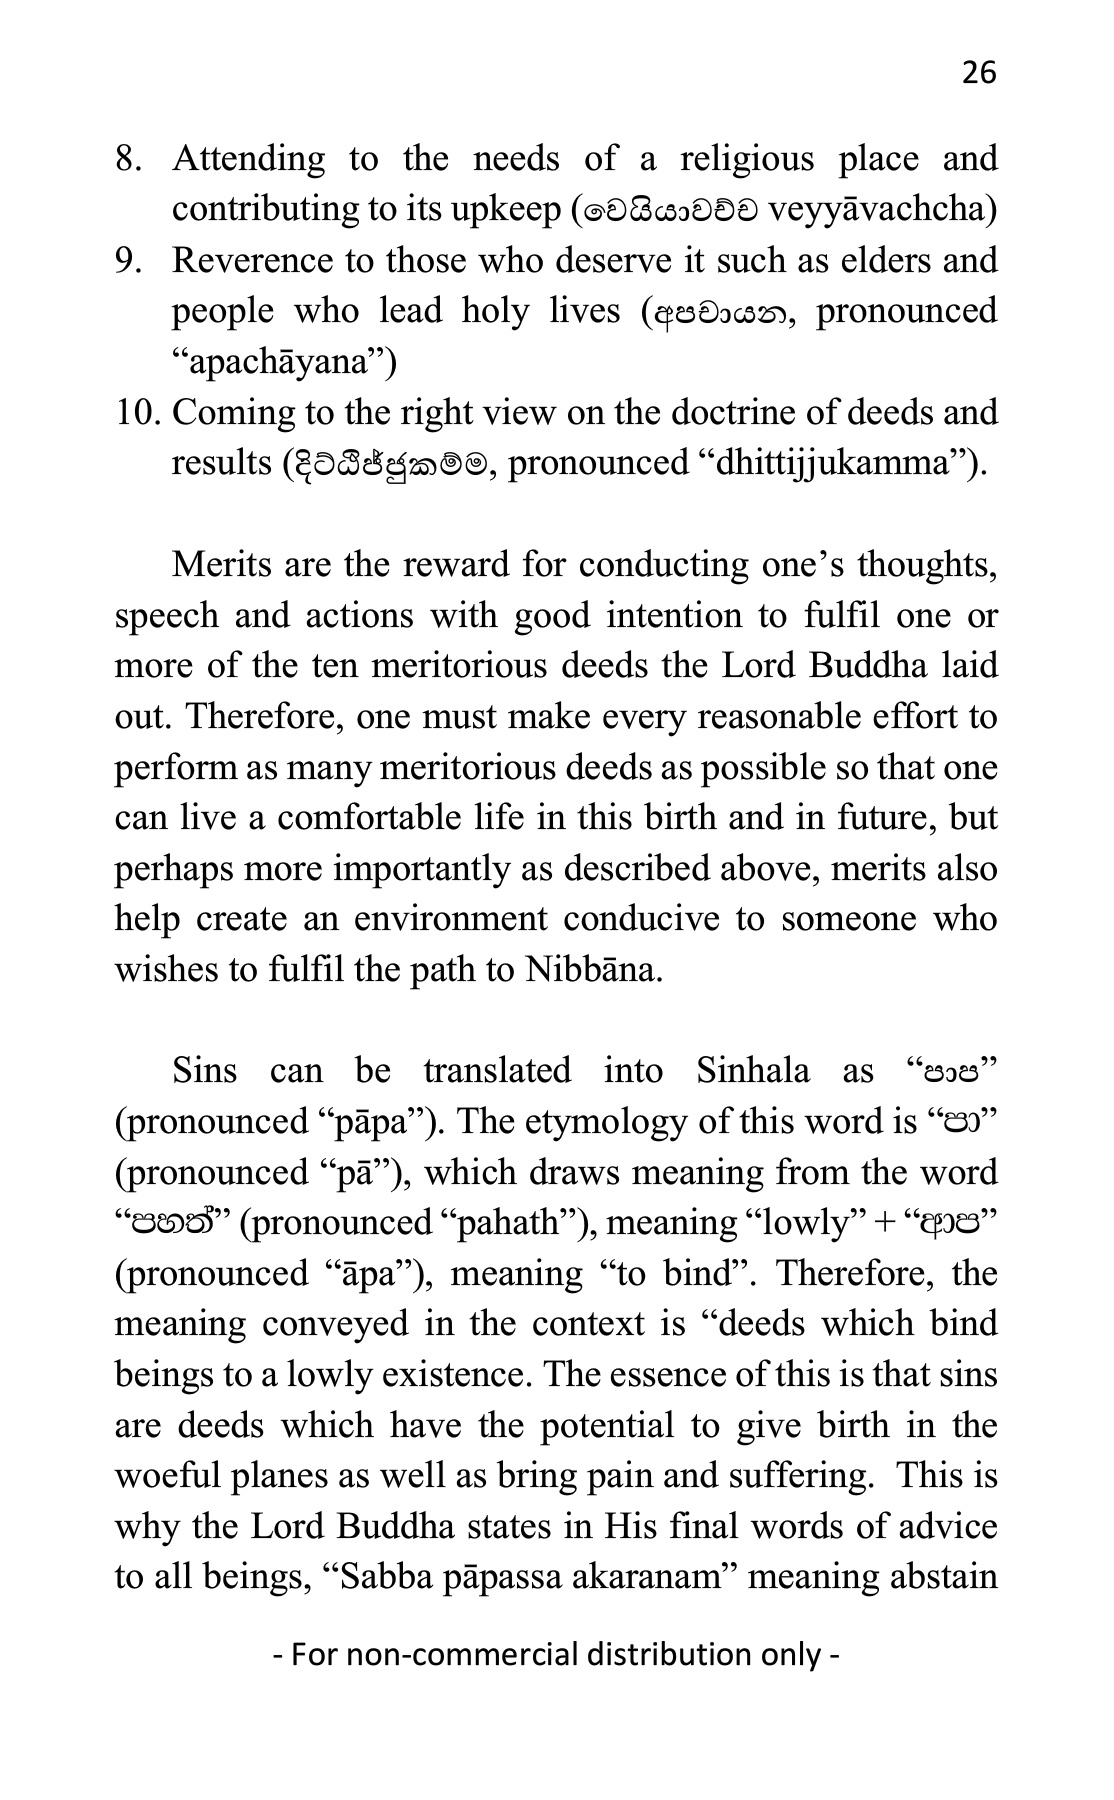 26
8. Attending to the needs of a religious place and
contributing to its upkeep (වෙයියාවච්ච veyyāvachcha)
9. Reverence to those who deserve it such as elders and
people who lead holy lives (අපචායන, pronounced
“apachāyana”)
10. Coming to the right view on the doctrine of deeds and
results (දිට්ඨිජ්ජුකම්ම, pronounced “dhittijjukamma”).
Merits are the reward for conducting one’s thoughts,
speech and actions with good intention to fulfil one or
more of the ten meritorious deeds the Lord Buddha laid
out. Therefore, one must make every reasonable effort to
perform as many meritorious deeds as possible so that one
can live a comfortable life in this birth and in future, but
perhaps more importantly as described above, merits also
help create an environment conducive to someone who
wishes to fulfil the path to Nibbāna.
Sins can be translated into Sinhala as “පාප”
(pronounced “pāpa”). The etymology of this word is “පා”
(pronounced “pā”), which draws meaning from the word
“පහත්” (pronounced “pahath”), meaning “lowly” + “ආප”
(pronounced “āpa”), meaning “to bind”. Therefore, the
meaning conveyed in the context is “deeds which bind
beings to a lowly existence. The essence of this is that sins
are deeds which have the potential to give birth in the
woeful planes as well as bring pain and suffering.  This is
why the Lord Buddha states in His final words of advice
to all beings, “Sabba pāpassa akaranam” meaning abstain
- For non-commercial distribution only -